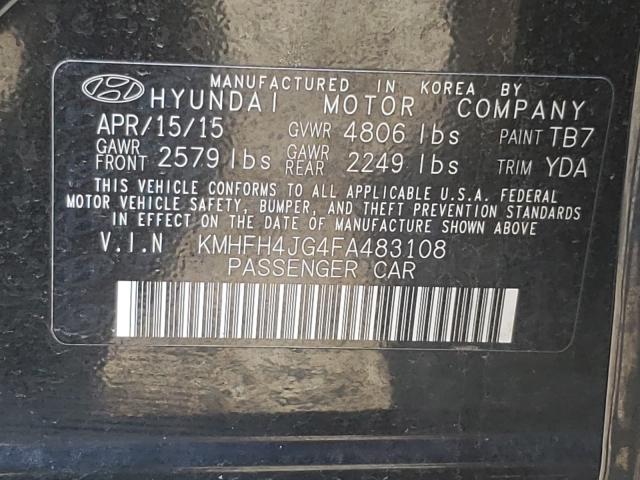 MANUFACTURED IN KOREA BY
HYUNDAI MOTOR COMPANY
APR/15/15 GVWR 4806 lbs PAINT TB7
GAWR FRONT 2579 lbs GAWR REAR 2249 lbs TRIM YDA
THIS VEHICLE CONFORMS TO ALL APPLICABLE U.S.A. FEDERAL
MOTOR VEHICLE SAFETY, BUMPER, AND THEFT PREVENTION STANDARDS
IN EFFECT ON THE DATE OF MANUFACTURE SHOWN ABOVE
V.I.N KMHFH4JG4FA483108
PASSENGER CAR